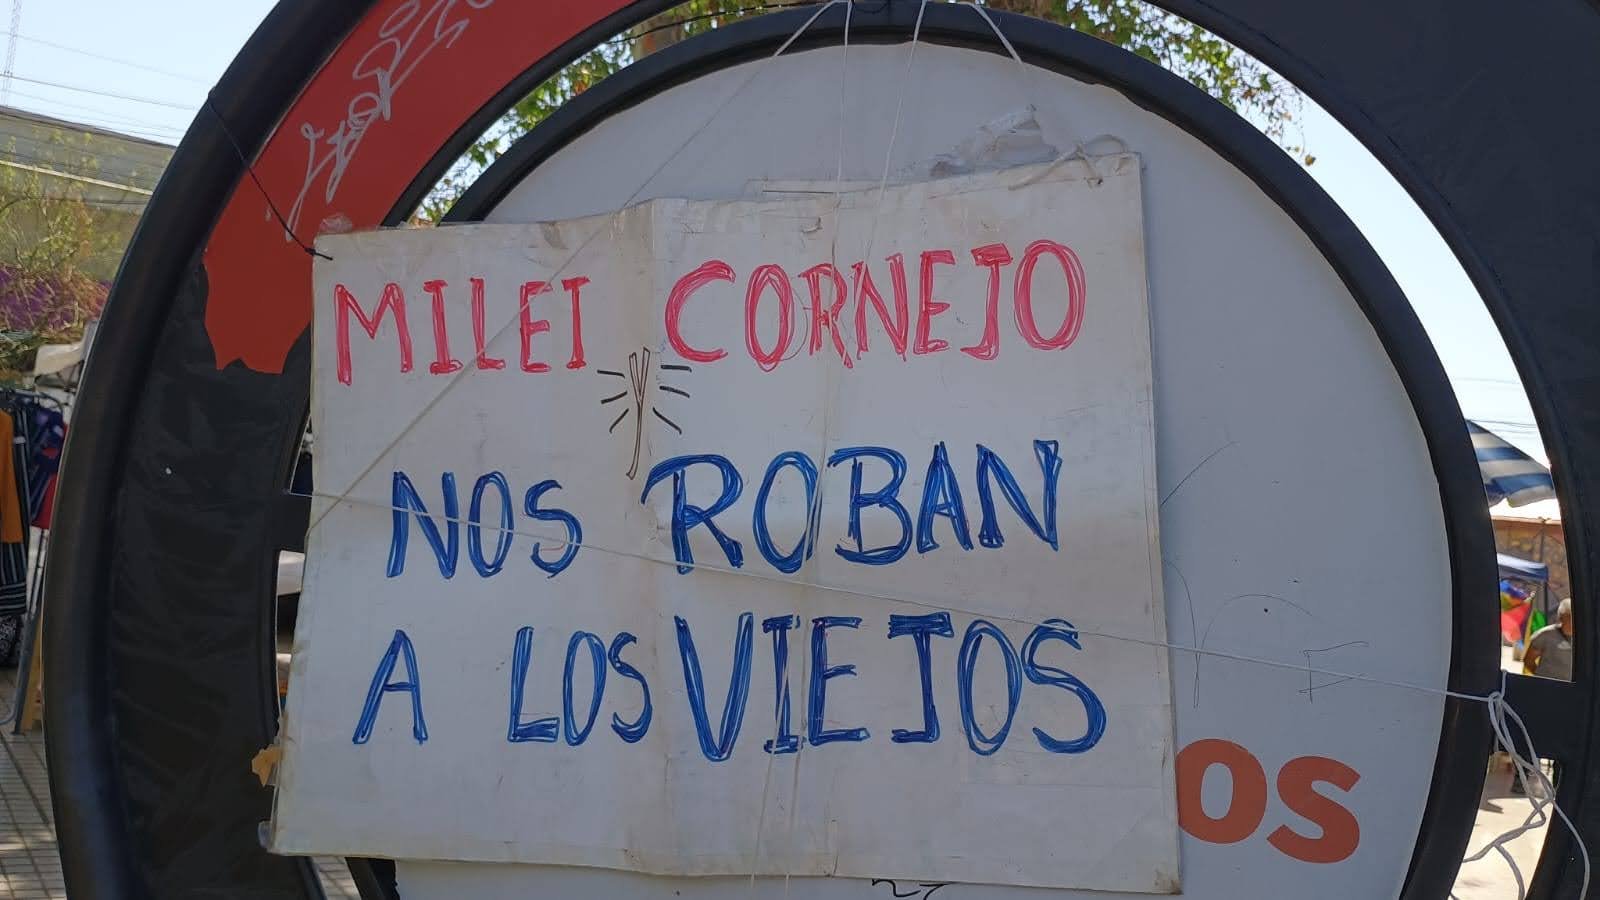 MILEI CORNEJO
y
NOS ROBAN
A LOS VIEJOS
OS